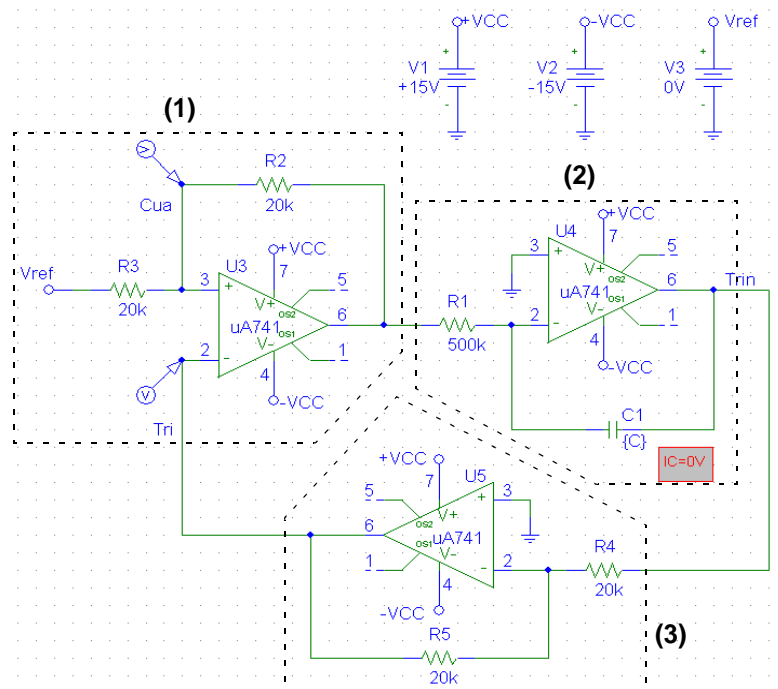 +VCC
-VCC
Vref
V1
+15V
V2
-15V
V3
0V
+
-
+
-
+
-
(1)
V
R2
20k
Cua
Vref
R3
20k
U3
+VCC
7
3
+
V+
5
OS2
uA741
6
OS1
V-
2
-
1
4
-VCC
V
Tri
(2)
U4
+VCC
7
3
+
V+
5
OS2
uA741
6
OS1
V-
2
-
1
4
-VCC
Trin
R1
500k
C1
{C}
IC=0V
U5
+VCC
7
5
3
+
V+
OS2
uA741
6
OS1
V-
1
2
-
4
-VCC
R4
20k
R5
20k
(3)